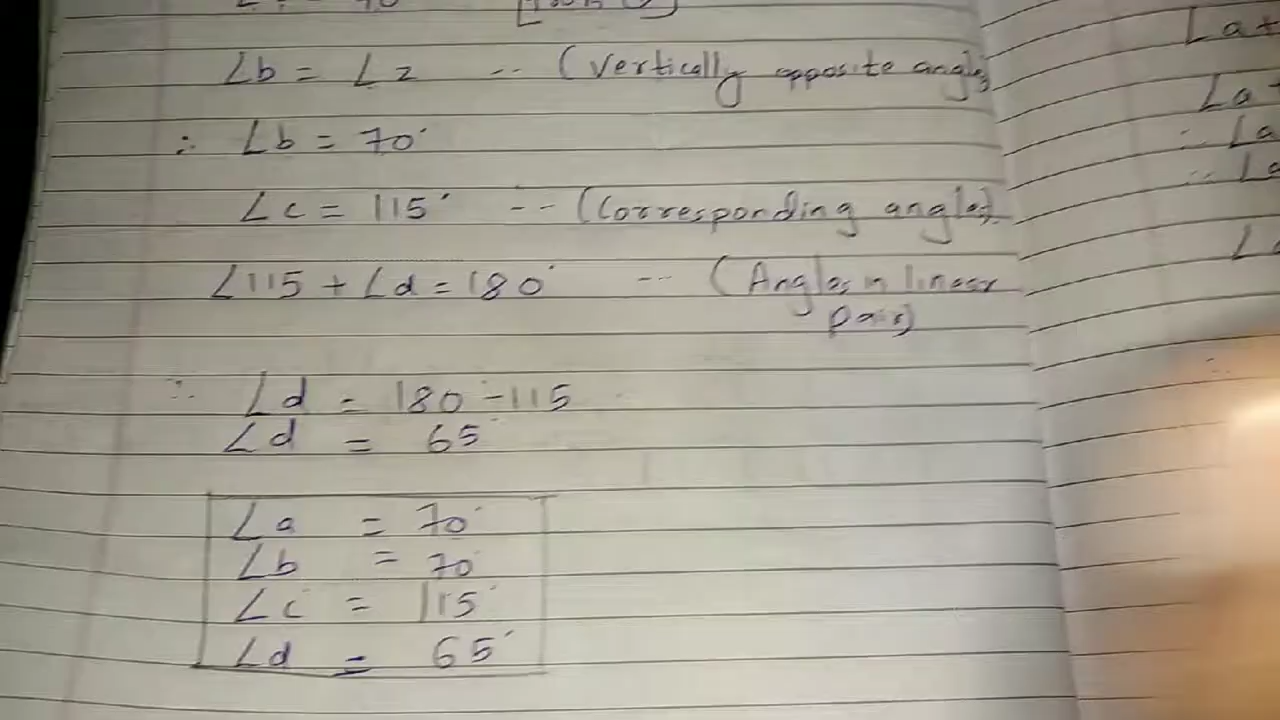 ∠b = ∠z -- (Vertically opposite angles
∴ ∠b = 70°
∠c = 115° -- (Corresponding angles)
∠115 + ∠d = 180° -- (Angles in linear
pair)
∴ ∠d = 180 - 115
∠d = 65°
∠a = 70°
∠b = 70°
∠c = 115°
∠d = 65°
∠a +
∠a +
∴ ∠a
∴ ∠a